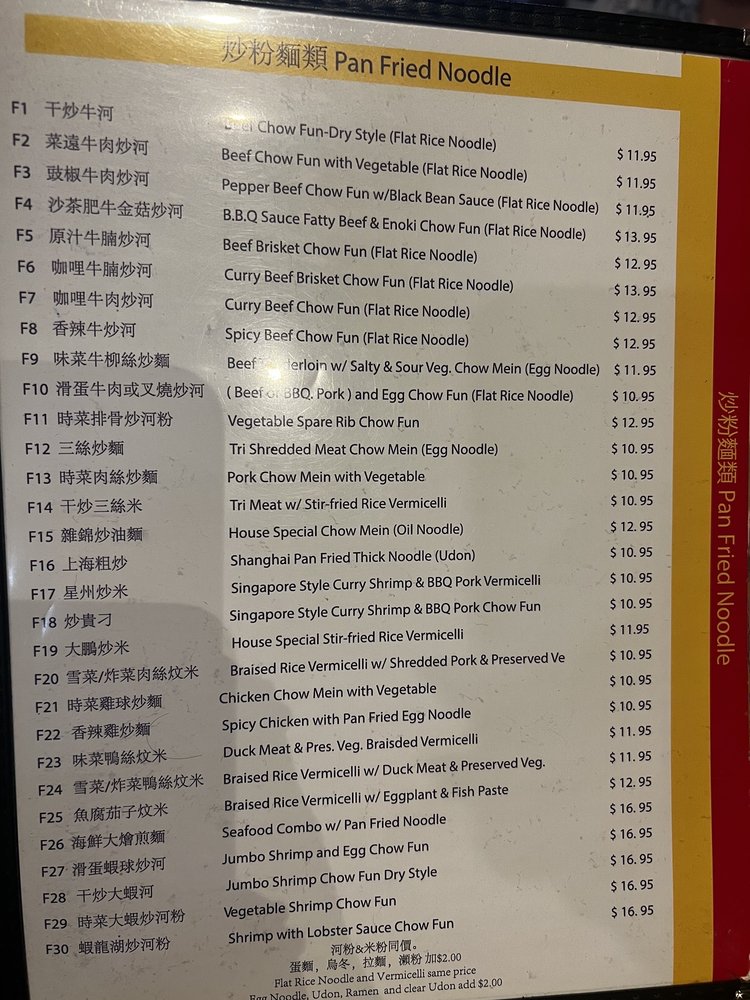 炒粉麵類 Pan Fried Noodle
F1 干炒牛河 Beef Chow Fun-Dry Style (Flat Rice Noodle) $ 11.95
F2 菜遠牛肉炒河 Beef Chow Fun with Vegetable (Flat Rice Noodle) $ 11.95
F3 豉椒牛肉炒河 Pepper Beef Chow Fun w/Black Bean Sauce (Flat Rice Noodle) $ 11.95
F4 沙茶肥牛金菇炒河 B.B.Q Sauce Fatty Beef & Enoki Chow Fun (Flat Rice Noodle) $ 13. 95
F5 原汁牛腩炒河 Beef Brisket Chow Fun (Flat Rice Noodle) $ 12. 95
F6 咖哩牛腩炒河 Curry Beef Brisket Chow Fun (Flat Rice Noodle) $ 13. 95
F7 咖哩牛肉炒河 Curry Beef Chow Fun (Flat Rice Noodle) $ 12.95
F8 香辣牛炒河 Spicy Beef Chow Fun (Flat Rice Noodle) $ 12. 95
F9 味菜牛柳絲炒麵 Beef Tenderloin w/ Salty & Sour Veg. Chow Mein (Egg Noodle) $ 11. 95
F10 滑蛋牛肉或叉燒炒河 ( Beef or BBQ. Pork ) and Egg Chow Fun (Flat Rice Noodle) $ 10. 95
F11 時菜排骨炒河粉 Vegetable Spare Rib Chow Fun $ 12. 95
F12 三絲炒麵 Tri Shredded Meat Chow Mein (Egg Noodle) $ 10. 95
F13 時菜肉絲炒麵 Pork Chow Mein with Vegetable $ 10. 95
F14 干炒三絲米 Tri Meat w/ Stir-fried Rice Vermicelli $ 10. 95
F15 雜錦炒油麵 House Special Chow Mein (Oil Noodle) $ 12. 95
F16 上海粗炒 Shanghai Pan Fried Thick Noodle (Udon) $ 10. 95
F17 星州炒米 Singapore Style Curry Shrimp & BBQ Pork Vermicelli $ 10. 95
F18 炒貴刁 Singapore Style Curry Shrimp & BBQ Pork Chow Fun $ 10. 95
F19 大鵬炒米 House Special Stir-fried Rice Vermicelli $ 11.95
F20 雪菜/炸菜肉絲炆米 Braised Rice Vermicelli w/ Shredded Pork & Preserved Ve $ 10. 95
F21 時菜雞球炒麵 Chicken Chow Mein with Vegetable $ 10. 95
F22 香辣雞炒麵 Spicy Chicken with Pan Fried Egg Noodle $ 10. 95
F23 味菜鴨絲炆米 Duck Meat & Pres. Veg. Braisded Vermicelli $ 11. 95
F24 雪菜/炸菜鴨絲炆米 Braised Rice Vermicelli w/ Duck Meat & Preserved Veg. $ 11. 95
F25 魚腐茄子炆米 Braised Rice Vermicelli w/ Eggplant & Fish Paste $ 12. 95
F26 海鮮大燴煎麵 Seafood Combo w/ Pan Fried Noodle $ 16. 95
F27 滑蛋蝦球炒河 Jumbo Shrimp and Egg Chow Fun $ 16. 95
F28 干炒大蝦河 Jumbo Shrimp Chow Fun Dry Style $ 16. 95
F29 時菜大蝦炒河粉 Vegetable Shrimp Chow Fun $ 16. 95
F30 蝦龍湖炒河粉 Shrimp with Lobster Sauce Chow Fun $ 16. 95
河粉&米粉同價。
蛋麵，烏冬，拉麵，瀨粉 加$2.00
Flat Rice Noodle and Vermicelli same price
Egg Noodle, Udon, Ramen and clear Udon add $2.00
炒粉麵類 Pan Fried Noodle